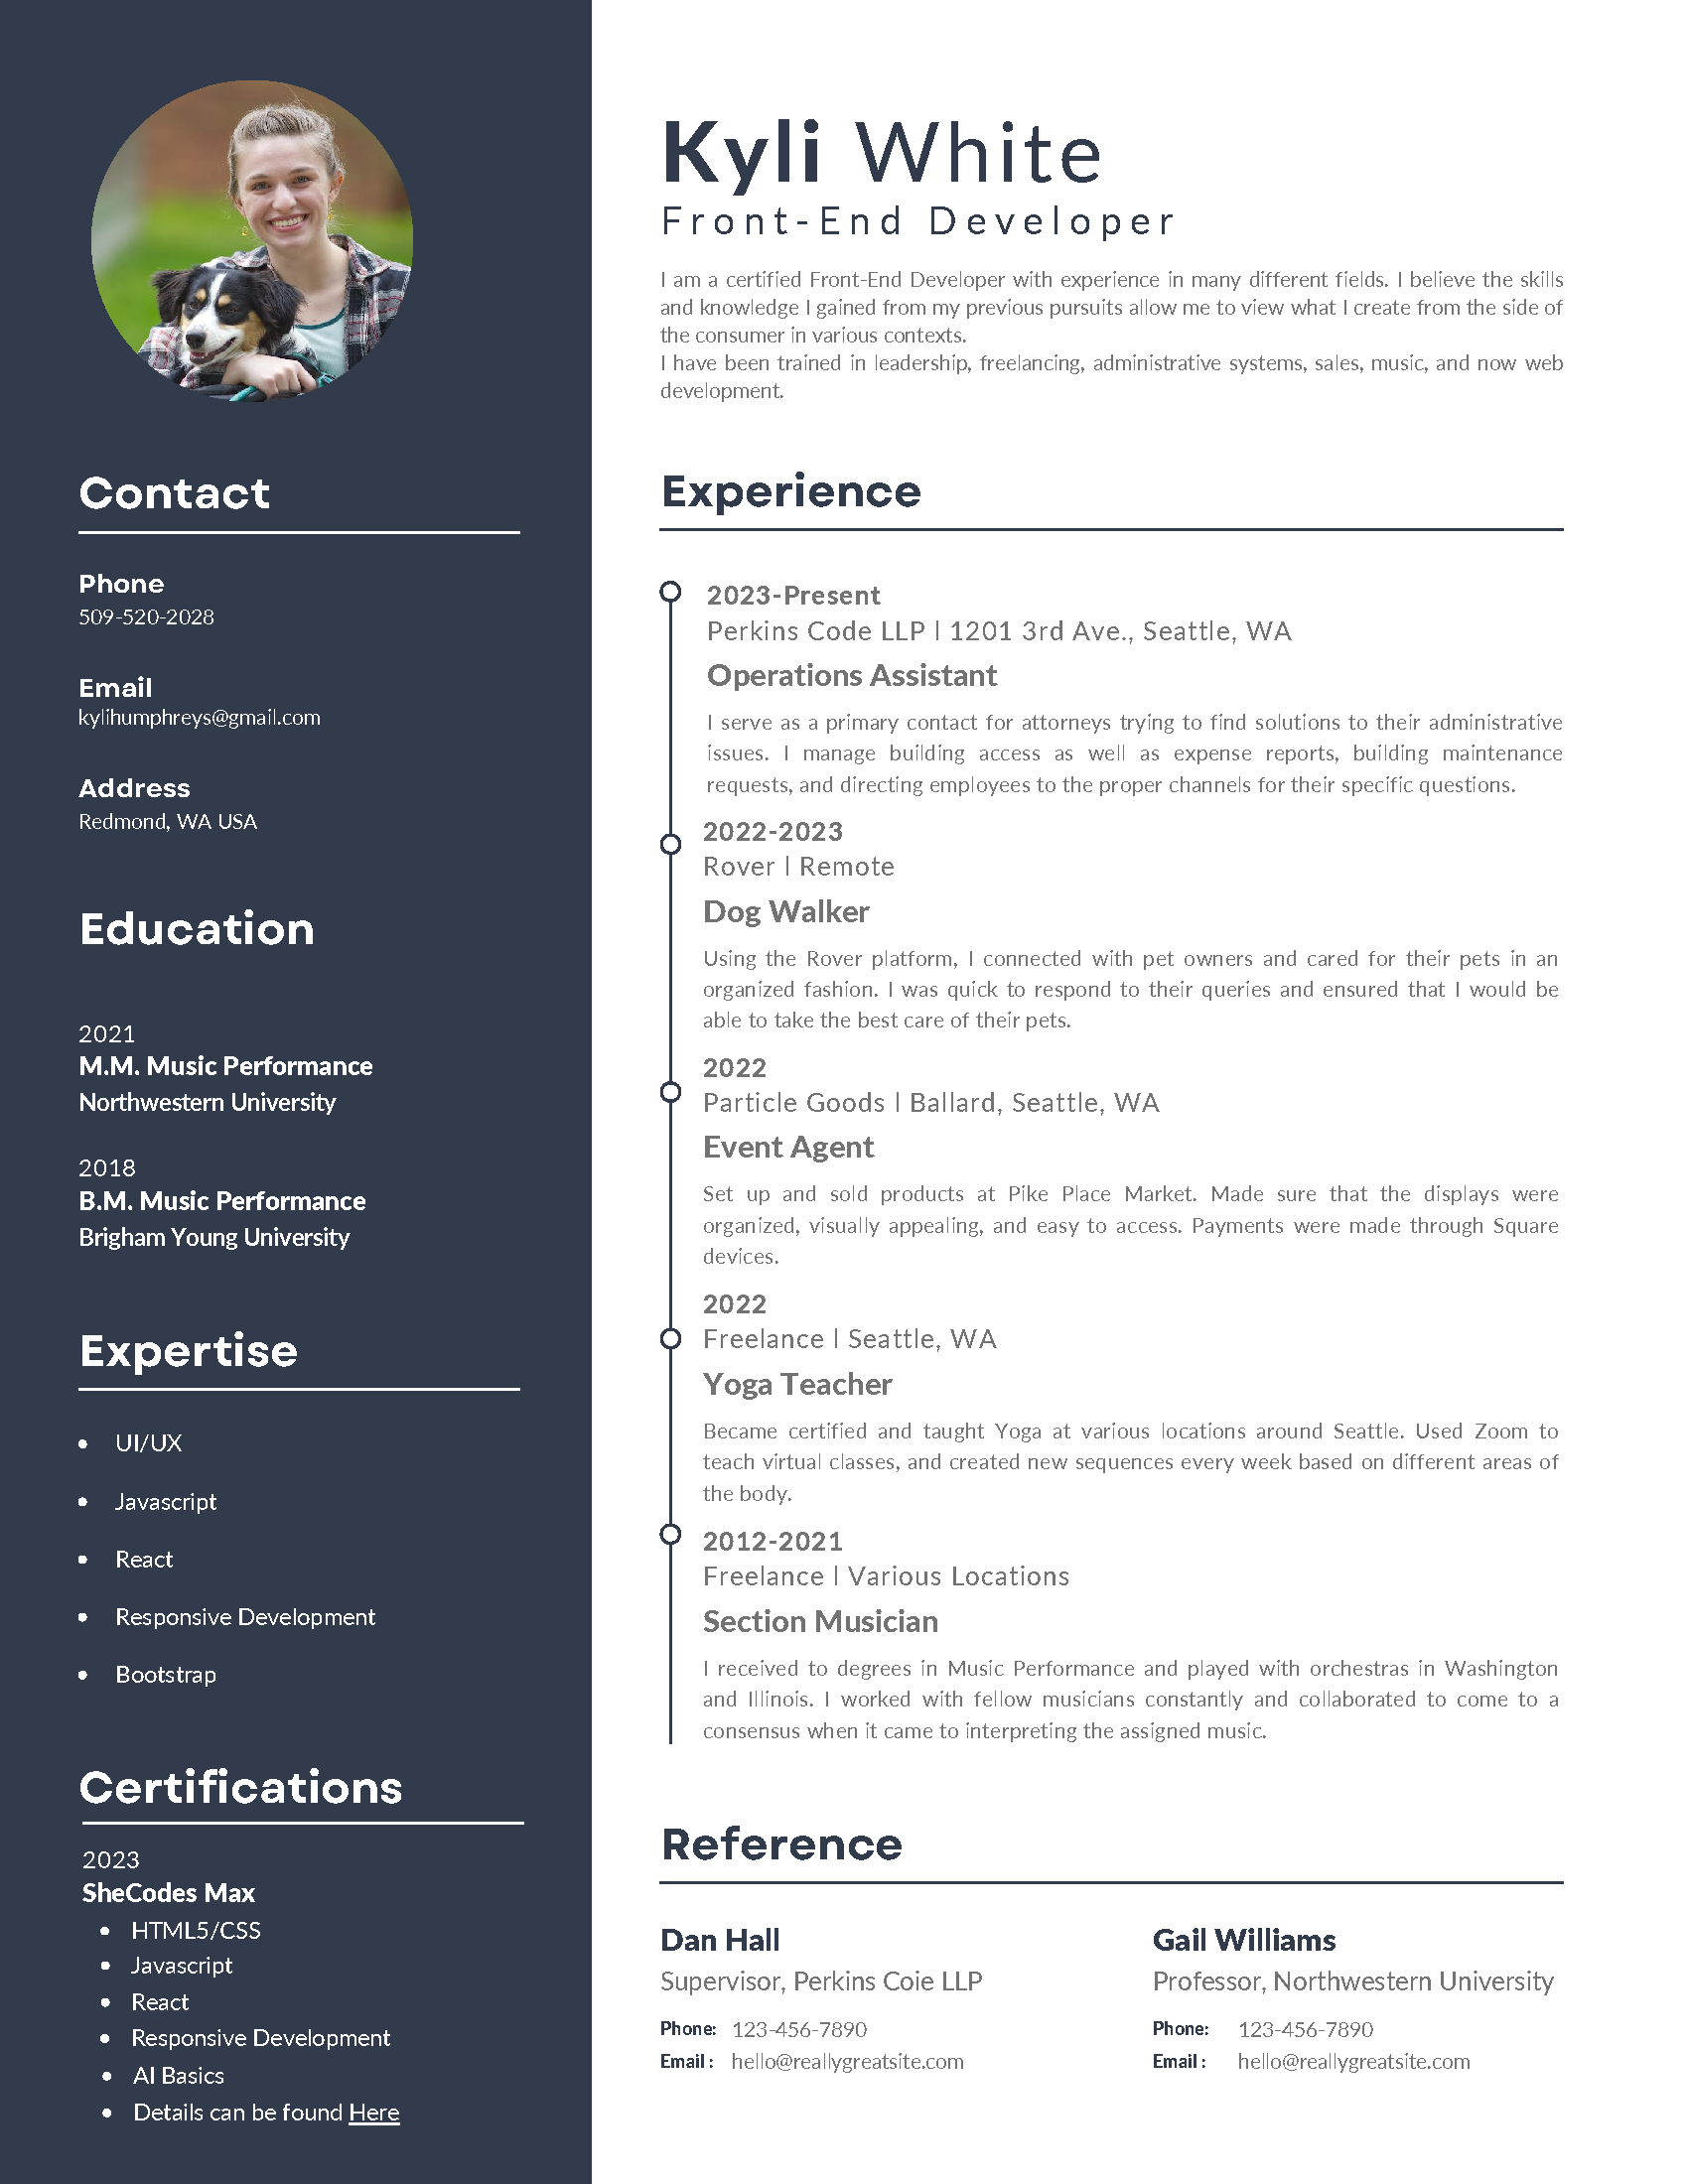 Kyli White
Front-End Developer
I am a certified Front-End Developer with experience in many different fields. I believe the skills
and knowledge I gained from my previous pursuits allow me to view what I create from the side of
the consumer in various contexts.
I have been trained in leadership, freelancing, administrative systems, sales, music, and now web
development.
Contact
Phone
509-520-2028
Email
kylihumphreys@gmail.com
Address
Redmond, WA USA
Education
2021
M.M. Music Performance
Northwestern University
2018
B.M. Music Performance
Brigham Young University
Expertise
• UI/UX
• Javascript
• React
• Responsive Development
• Bootstrap
Certifications
2023
SheCodes Max
• HTML5/CSS
• Javascript
• React
• Responsive Development
• AI Basics
• Details can be found Here
Experience
2023-Present
Perkins Code LLP l 1201 3rd Ave., Seattle, WA
Operations Assistant
I serve as a primary contact for attorneys trying to find solutions to their administrative
issues. I manage building access as well as expense reports, building maintenance
requests, and directing employees to the proper channels for their specific questions.
2022-2023
Rover l Remote
Dog Walker
Using the Rover platform, I connected with pet owners and cared for their pets in an
organized fashion. I was quick to respond to their queries and ensured that I would be
able to take the best care of their pets.
2022
Particle Goods l Ballard, Seattle, WA
Event Agent
Set up and sold products at Pike Place Market. Made sure that the displays were
organized, visually appealing, and easy to access. Payments were made through Square
devices.
2022
Freelance l Seattle, WA
Yoga Teacher
Became certified and taught Yoga at various locations around Seattle. Used Zoom to
teach virtual classes, and created new sequences every week based on different areas of
the body.
2012-2021
Freelance l Various Locations
Section Musician
I received to degrees in Music Performance and played with orchestras in Washington
and Illinois. I worked with fellow musicians constantly and collaborated to come to a
consensus when it came to interpreting the assigned music.
Reference
Dan Hall
Supervisor, Perkins Coie LLP
Phone: 123-456-7890
Email : hello@reallygreatsite.com
Gail Williams
Professor, Northwestern University
Phone: 123-456-7890
Email : hello@reallygreatsite.com